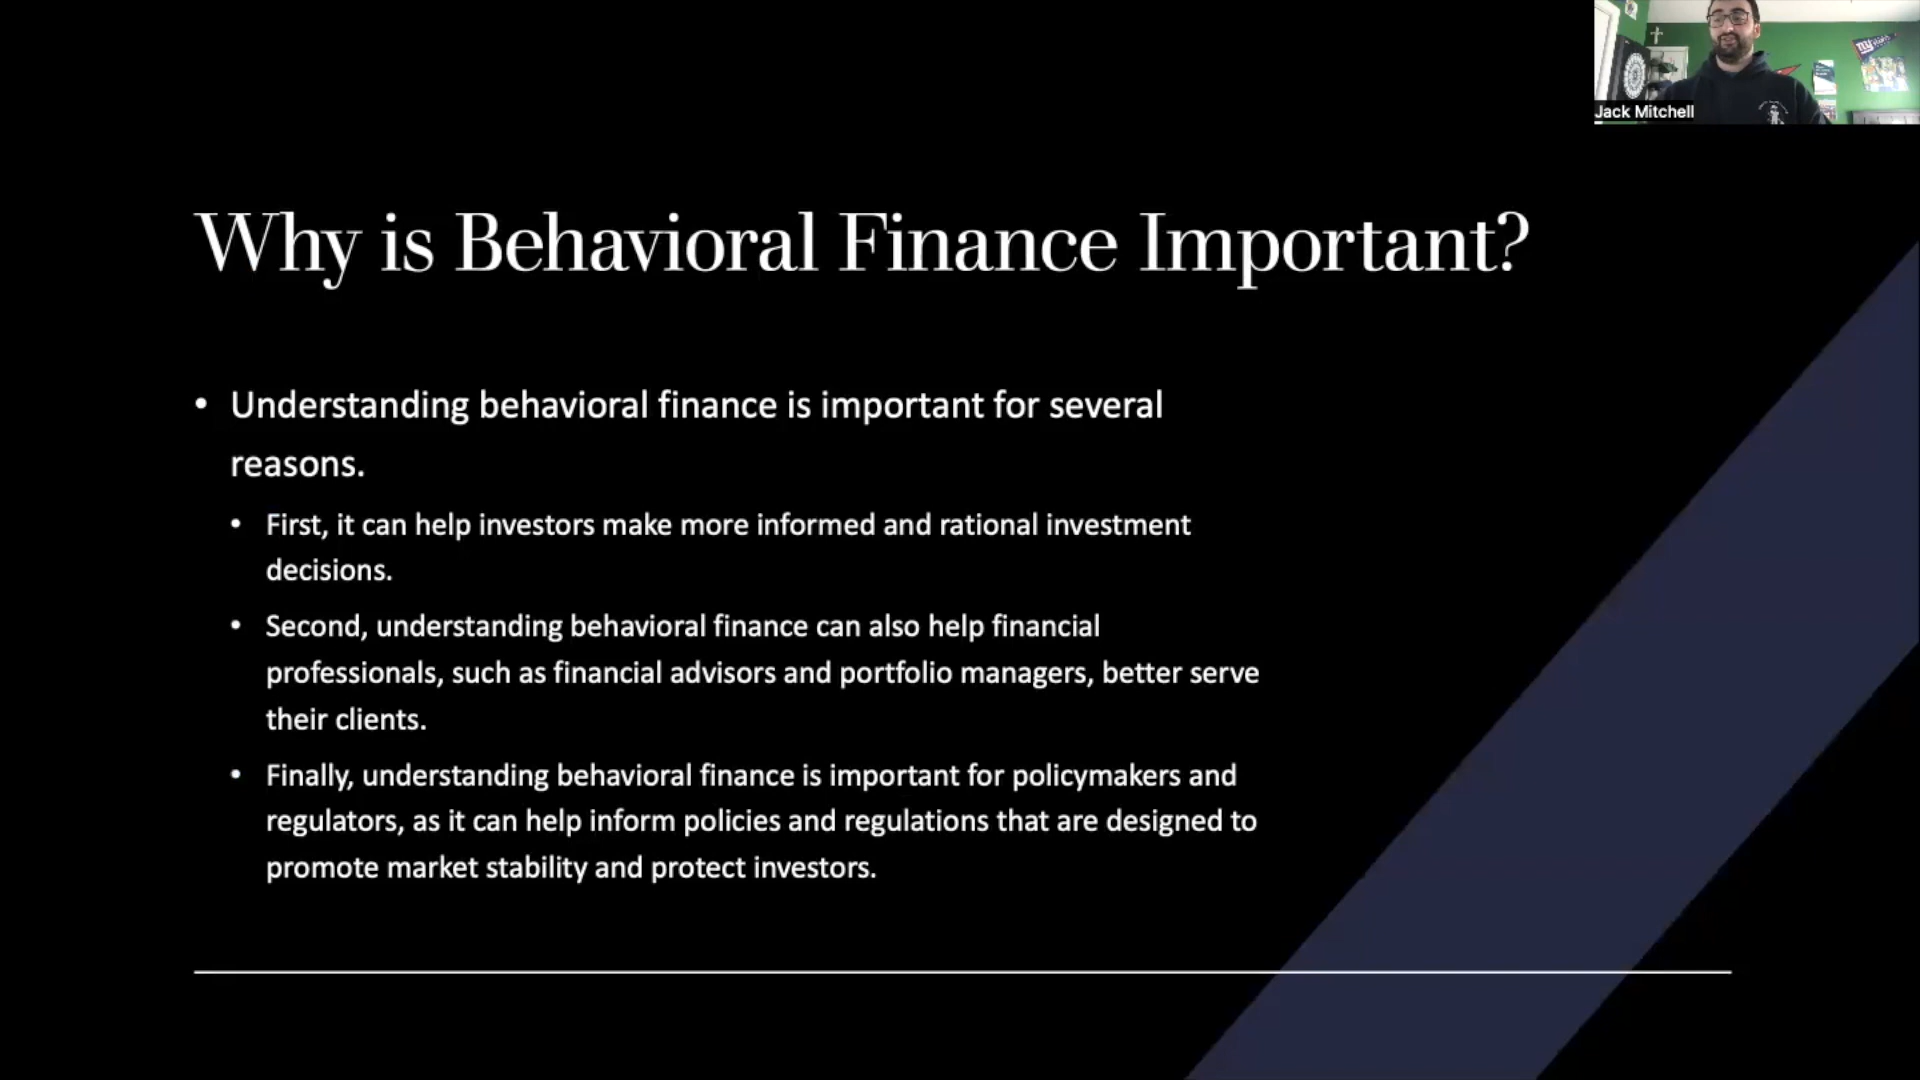 Jack Mitchell
Why is Behavioral Finance Important?
• Understanding behavioral finance is important for several
reasons.
• First, it can help investors make more informed and rational investment
decisions.
• Second, understanding behavioral finance can also help financial
professionals, such as financial advisors and portfolio managers, better serve
their clients.
• Finally, understanding behavioral finance is important for policymakers and
regulators, as it can help inform policies and regulations that are designed to
promote market stability and protect investors.